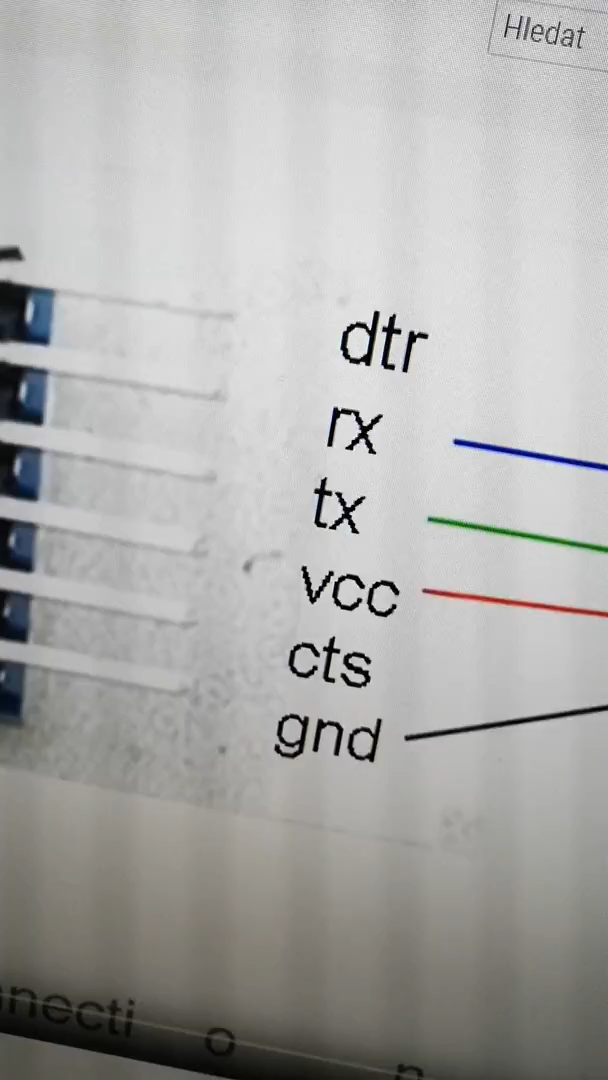 Hledat
dtr
rx
tx
vcc
cts
gnd